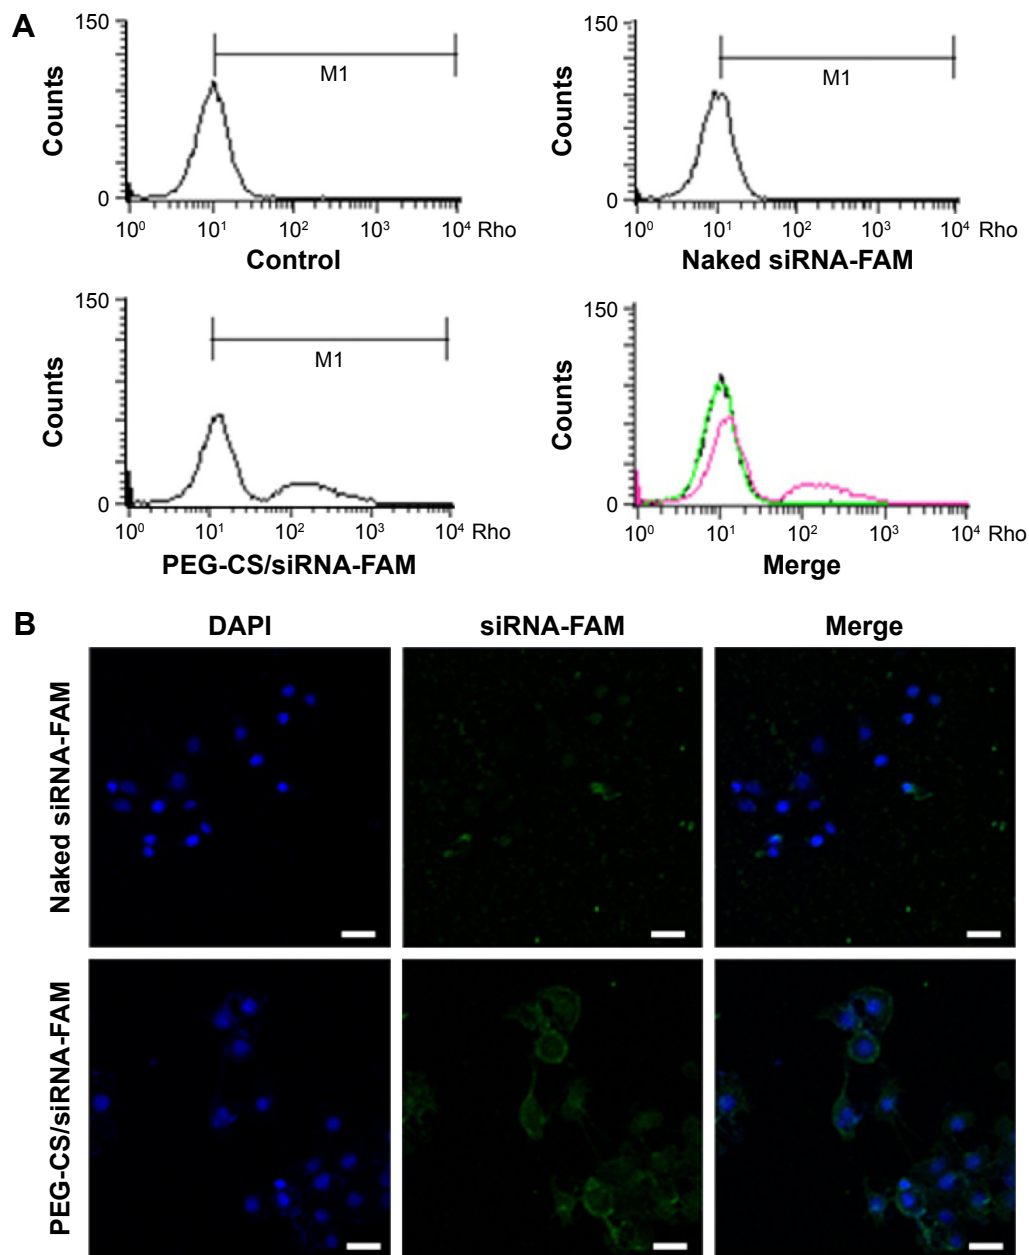 A
150
Counts
M1
0
10⁰ 10¹ 10² 10³ 10⁴ Rho
Control
150
Counts
M1
0
10⁰ 10¹ 10² 10³ 10⁴ Rho
Naked siRNA-FAM
150
Counts
M1
0
10⁰ 10¹ 10² 10³ 10⁴ Rho
PEG-CS/siRNA-FAM
150
Counts
0
10⁰ 10¹ 10² 10³ 10⁴ Rho
Merge
B
DAPI siRNA-FAM Merge
Naked siRNA-FAM
PEG-CS/siRNA-FAM